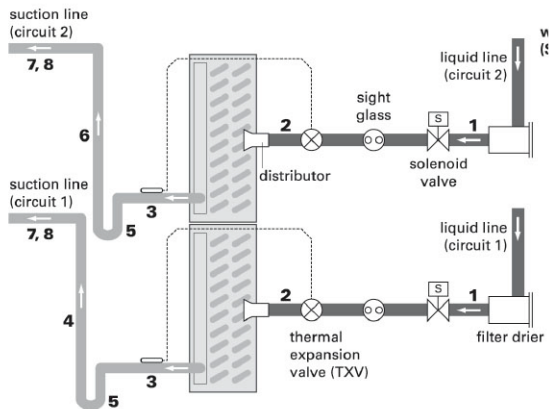 suction line
(circuit 2)
7, 8
6
5
3
2
distributor
sight
glass
S
solenoid
valve
1
liquid line
(circuit 2)
suction line
(circuit 1)
7, 8
4
5
3
2
thermal
expansion
valve (TXV)
S
1
liquid line
(circuit 1)
filter drier